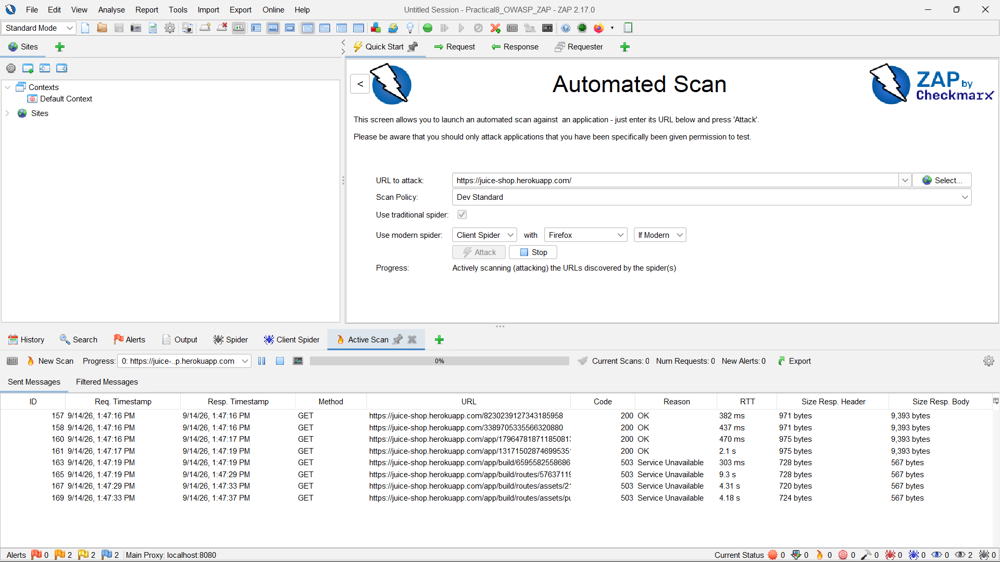 File Edit View Analyse Report Tools Import Export Online Help
Untitled Session - Practical8_OWASP_ZAP - ZAP 2.17.0
Standard Mode
Sites
Quick Start Request Response Requester
Contexts
Default Context
Sites
<
Automated Scan
ZAP by
Checkmarx
This screen allows you to launch an automated scan against an application - just enter its URL below and press 'Attack'.
Please be aware that you should only attack applications that you have been specifically been given permission to test.
URL to attack: https://juice-shop.herokuapp.com/ Select...
Scan Policy: Dev Standard
Use traditional spider:
Use modern spider: Client Spider with Firefox If Modern
Attack Stop
Progress: Actively scanning (attacking) the URLs discovered by the spider(s)
History Search Alerts Output Spider Client Spider Active Scan
New Scan Progress: 0: https://juice-..p.herokuapp.com 0% Current Scans: 0 Num Requests: 0 New Alerts: 0 Export
Sent Messages Filtered Messages
ID Req. Timestamp Resp. Timestamp Method URL Code Reason RTT Size Resp. Header Size Resp. Body
157 9/14/26, 1:47:16 PM 9/14/26, 1:47:16 PM GET https://juice-shop.herokuapp.com/8230239127343185958 200 OK 382 ms 971 bytes 9,393 bytes
158 9/14/26, 1:47:16 PM 9/14/26, 1:47:16 PM GET https://juice-shop.herokuapp.com/3389705335566320880 200 OK 437 ms 971 bytes 9,393 bytes
160 9/14/26, 1:47:16 PM 9/14/26, 1:47:17 PM GET https://juice-shop.herokuapp.com/app/179647818711850813 200 OK 470 ms 975 bytes 9,393 bytes
161 9/14/26, 1:47:17 PM 9/14/26, 1:47:19 PM GET https://juice-shop.herokuapp.com/app/131715028746995351 200 OK 2.1 s 975 bytes 9,393 bytes
163 9/14/26, 1:47:19 PM 9/14/26, 1:47:19 PM GET https://juice-shop.herokuapp.com/app/build/6595582558686 503 Service Unavailable 303 ms 728 bytes 567 bytes
165 9/14/26, 1:47:19 PM 9/14/26, 1:47:29 PM GET https://juice-shop.herokuapp.com/app/build/routes/57637119 503 Service Unavailable 9.3 s 728 bytes 567 bytes
167 9/14/26, 1:47:29 PM 9/14/26, 1:47:33 PM GET https://juice-shop.herokuapp.com/app/build/routes/assets/21 503 Service Unavailable 4.31 s 720 bytes 567 bytes
169 9/14/26, 1:47:33 PM 9/14/26, 1:47:37 PM GET https://juice-shop.herokuapp.com/app/build/routes/assets/pu 503 Service Unavailable 4.18 s 724 bytes 567 bytes
Alerts 0 2 2 2 Main Proxy: localhost:8080 Current Status 0 0 0 0 0 0 0 0 2 0